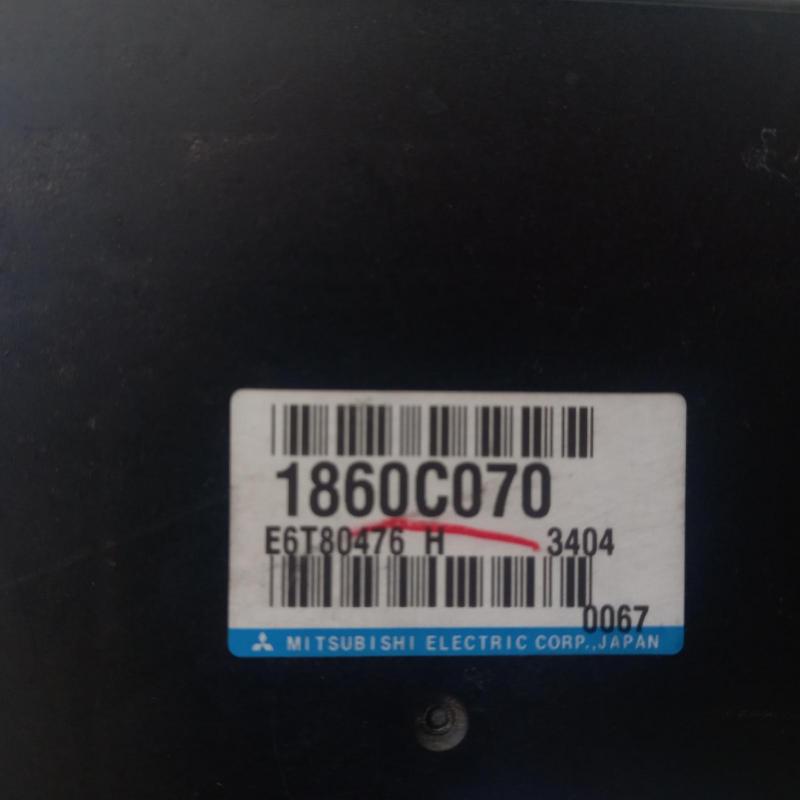 1860C070
E6T80476 H 3404
0067
MITSUBISHI ELECTRIC CORP.,JAPAN